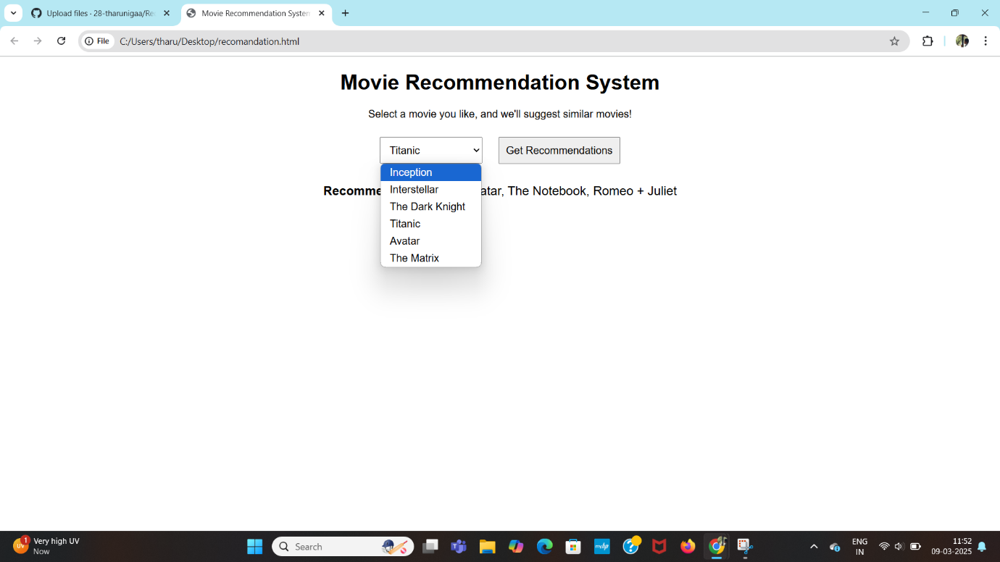 Upload files · 28-tharunigaa/Re
Movie Recommendation System
File C:/Users/tharu/Desktop/recomandation.html
Movie Recommendation System
Select a movie you like, and we'll suggest similar movies!
Titanic Get Recommendations
Inception
Recomme atar, The Notebook, Romeo + Juliet
Interstellar
The Dark Knight
Titanic
Avatar
The Matrix
UV 1 Very high UV
Now
Search
myhp
ENG
IN
11:52
09-03-2025